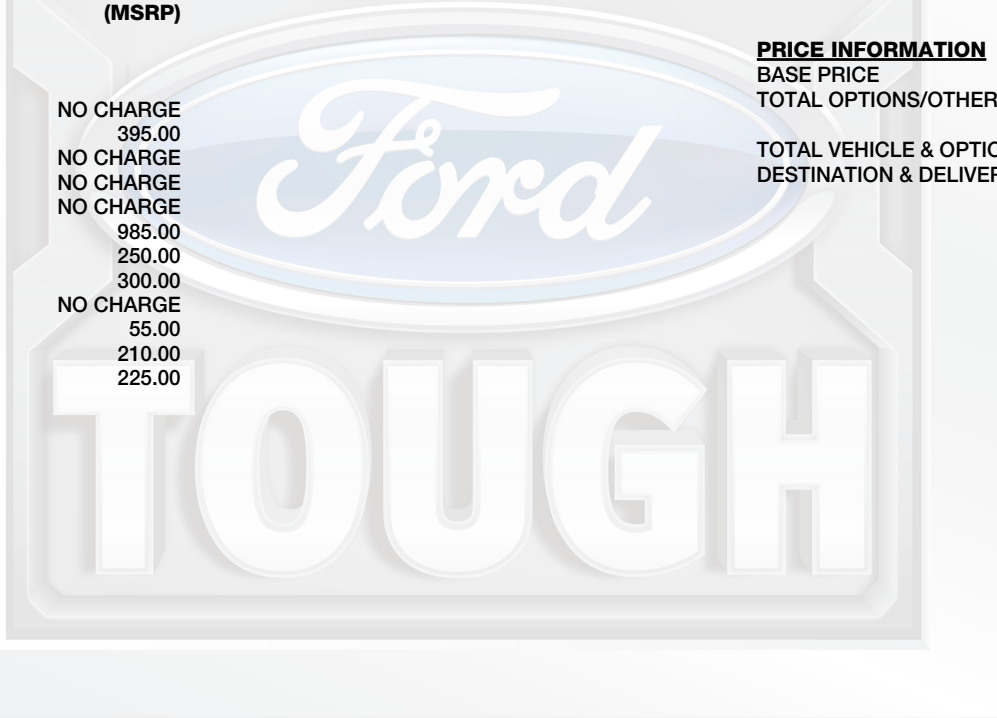 (MSRP)
NO CHARGE
395.00
NO CHARGE
NO CHARGE
NO CHARGE
985.00
250.00
300.00
NO CHARGE
55.00
210.00
225.00
PRICE INFORMATION
BASE PRICE
TOTAL OPTIONS/OTHER
TOTAL VEHICLE & OPTIO
DESTINATION & DELIVER
Ford
TOUGH